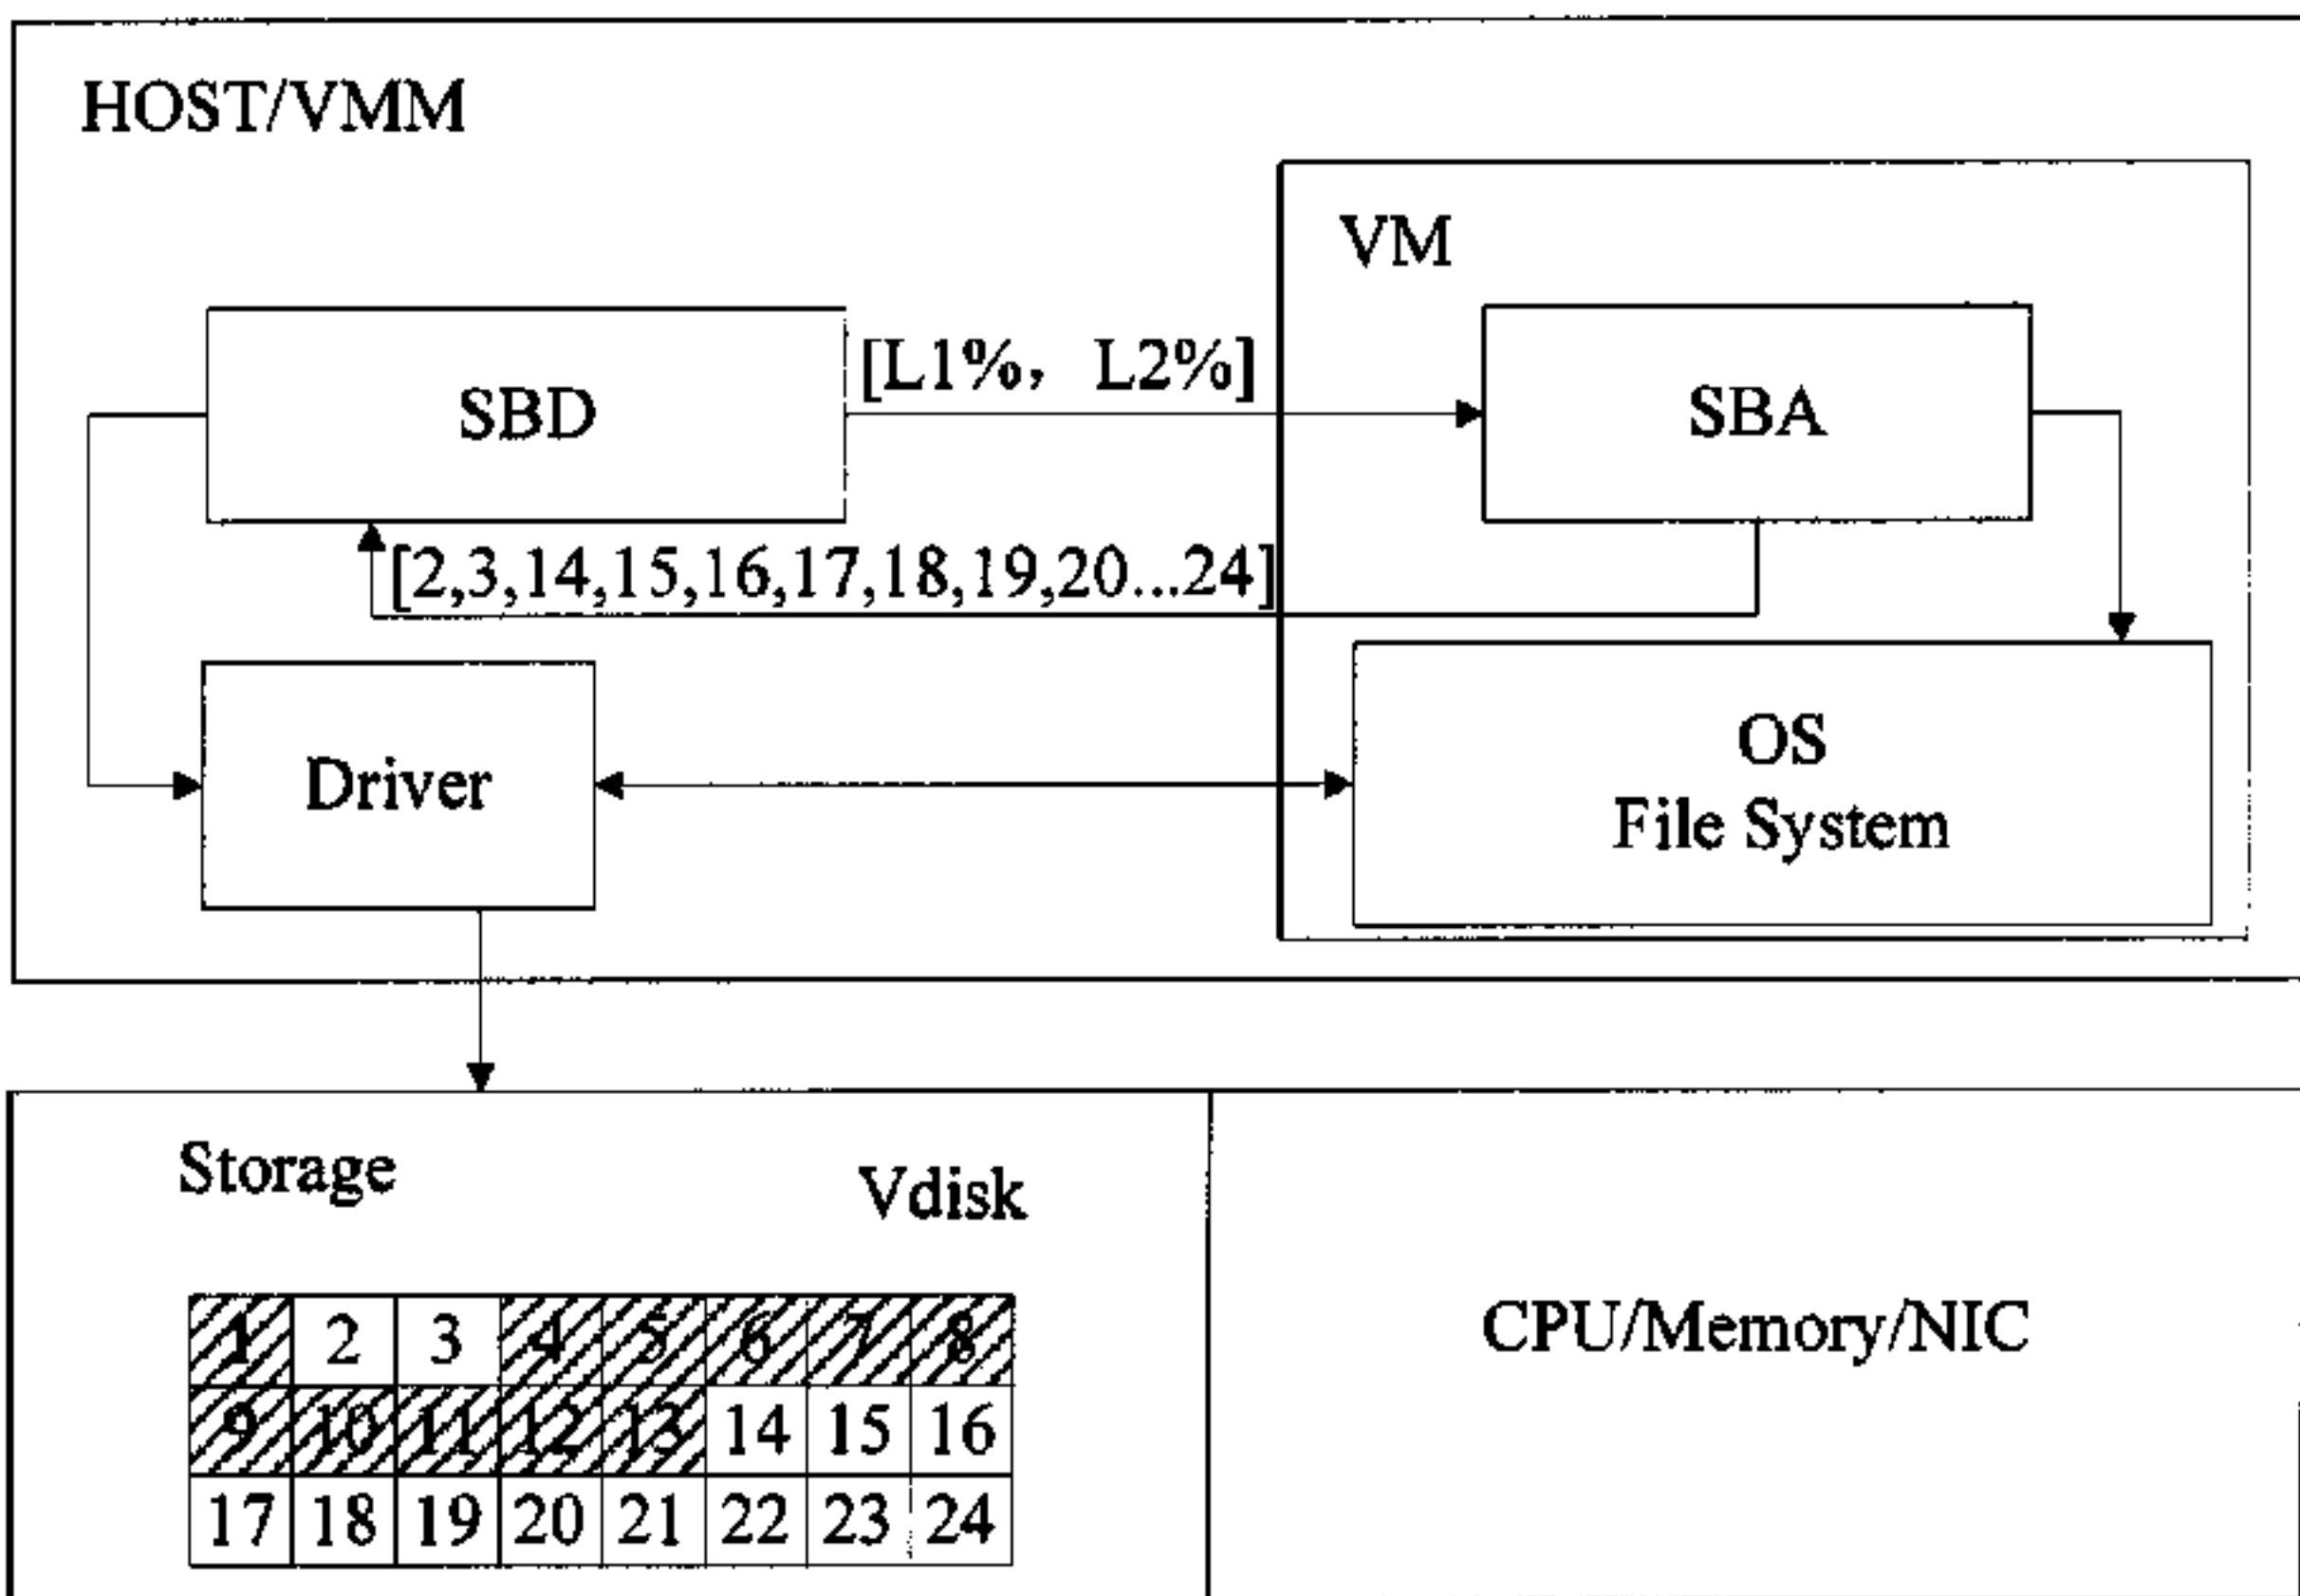 HOST/VMM
VM
SBD
[L1%, L2%]
SBA
[2,3,14,15,16,17,18,19,20...24]
Driver
OS
File System
Storage
Vdisk
1 2 3 4 5 6 7 8
9 10 11 12 13 14 15 16
17 18 19 20 21 22 23 24
CPU/Memory/NIC